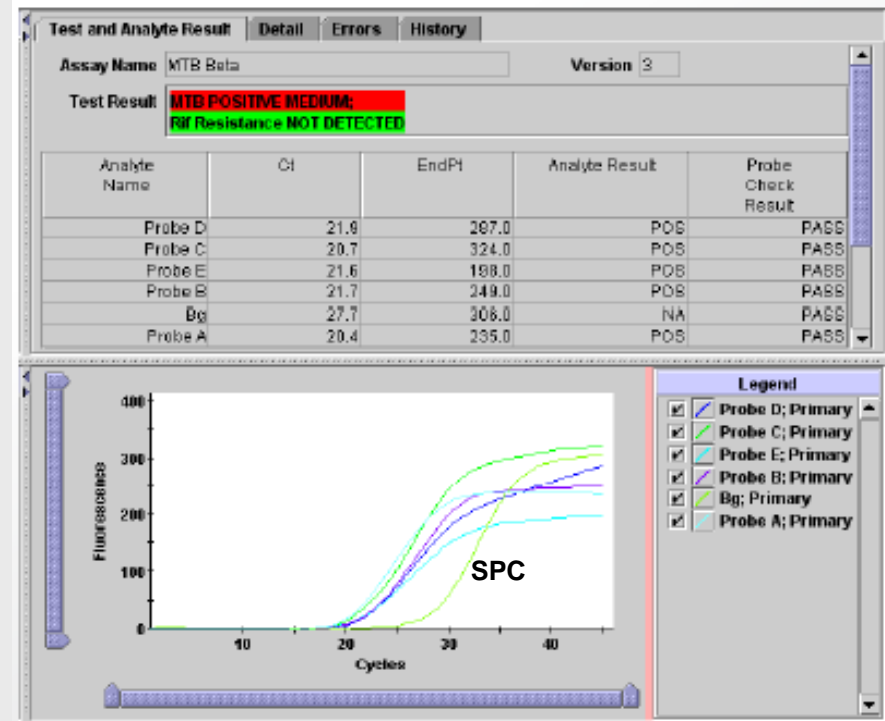 Test and Analyte Result Detail Errors History
Assay Name MTB Beta Version 3
Test Result MTB POSITIVE MEDIUM;
Rif Resistance NOT DETECTED
Analyte Name Ct EndPt Analyte Result Probe Check Result
Probe D 21.9 287.0 POS PASS
Probe C 20.7 324.0 POS PASS
Probe E 21.6 198.0 POS PASS
Probe B 21.7 249.0 POS PASS
Bg 27.7 306.0 NA PASS
Probe A 20.4 235.0 POS PASS
Legend
Probe D; Primary
Probe C; Primary
Probe E; Primary
Probe B; Primary
Bg; Primary
Probe A; Primary
400
300
200
100
0
Fluorescence
SPC
10 20 30 40
Cycles